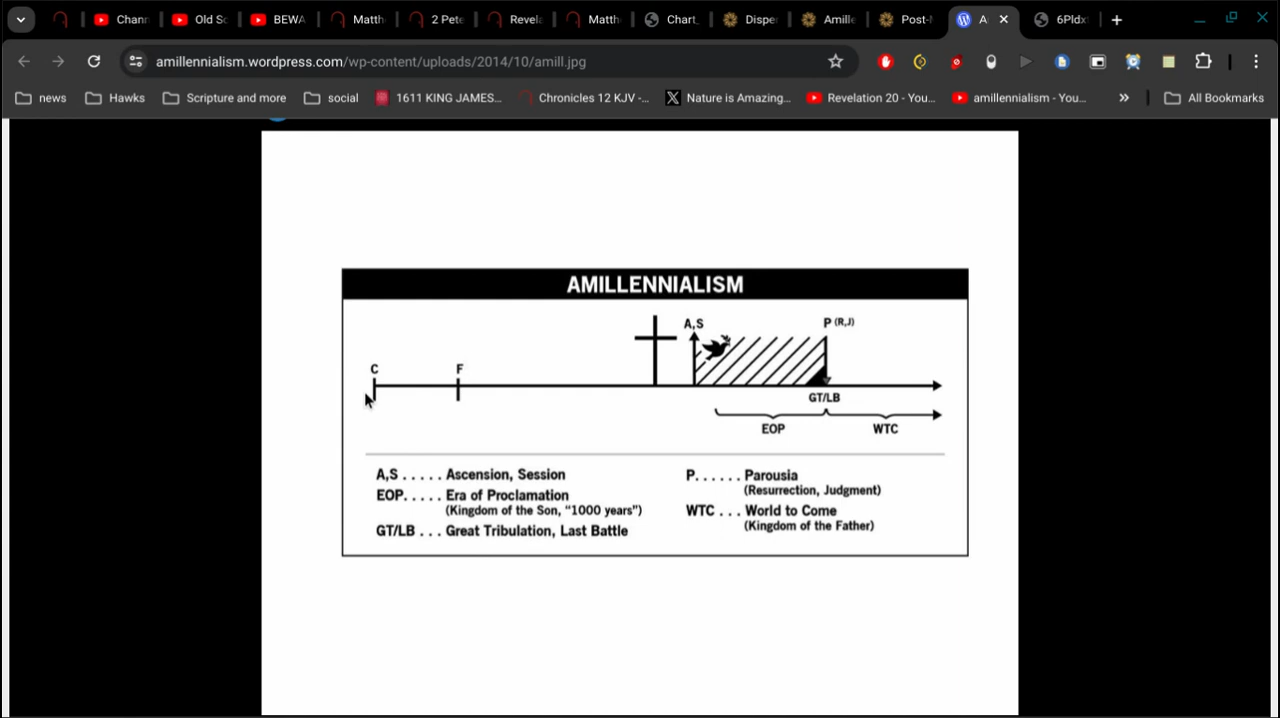 Chann
Old Sc
BEWA
Matth
2 Pete
Revela
Matth
Chart_
Disper
Amille
Post-
A
6Pldx
amillennialism.wordpress.com/wp-content/uploads/2014/10/amill.jpg
news
Hawks
Scripture and more
social
1611 KING JAMES...
Chronicles 12 KJV -...
Nature is Amazing...
Revelation 20 - You...
amillennialism - You...
»
All Bookmarks
AMILLENNIALISM
A,S
P (R,J)
C
F
GT/LB
EOP
WTC
A,S ..... Ascension, Session
EOP..... Era of Proclamation
(Kingdom of the Son, “1000 years”)
GT/LB ... Great Tribulation, Last Battle
P...... Parousia
(Resurrection, Judgment)
WTC ... World to Come
(Kingdom of the Father)